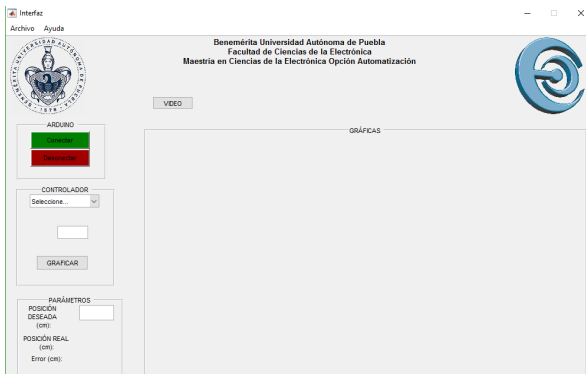 Interfaz
Archivo Ayuda
Benemérita Universidad Autónoma de Puebla
Facultad de Ciencias de la Electrónica
Maestría en Ciencias de la Electrónica Opción Automatización
VIDEO
ARDUINO
Conectar
Desconectar
CONTROLADOR
Seleccione...
GRAFICAR
PARÁMETROS
POSICIÓN
DESEADA
(cm):
POSICIÓN REAL
(cm):
Error (cm):
GRÁFICAS